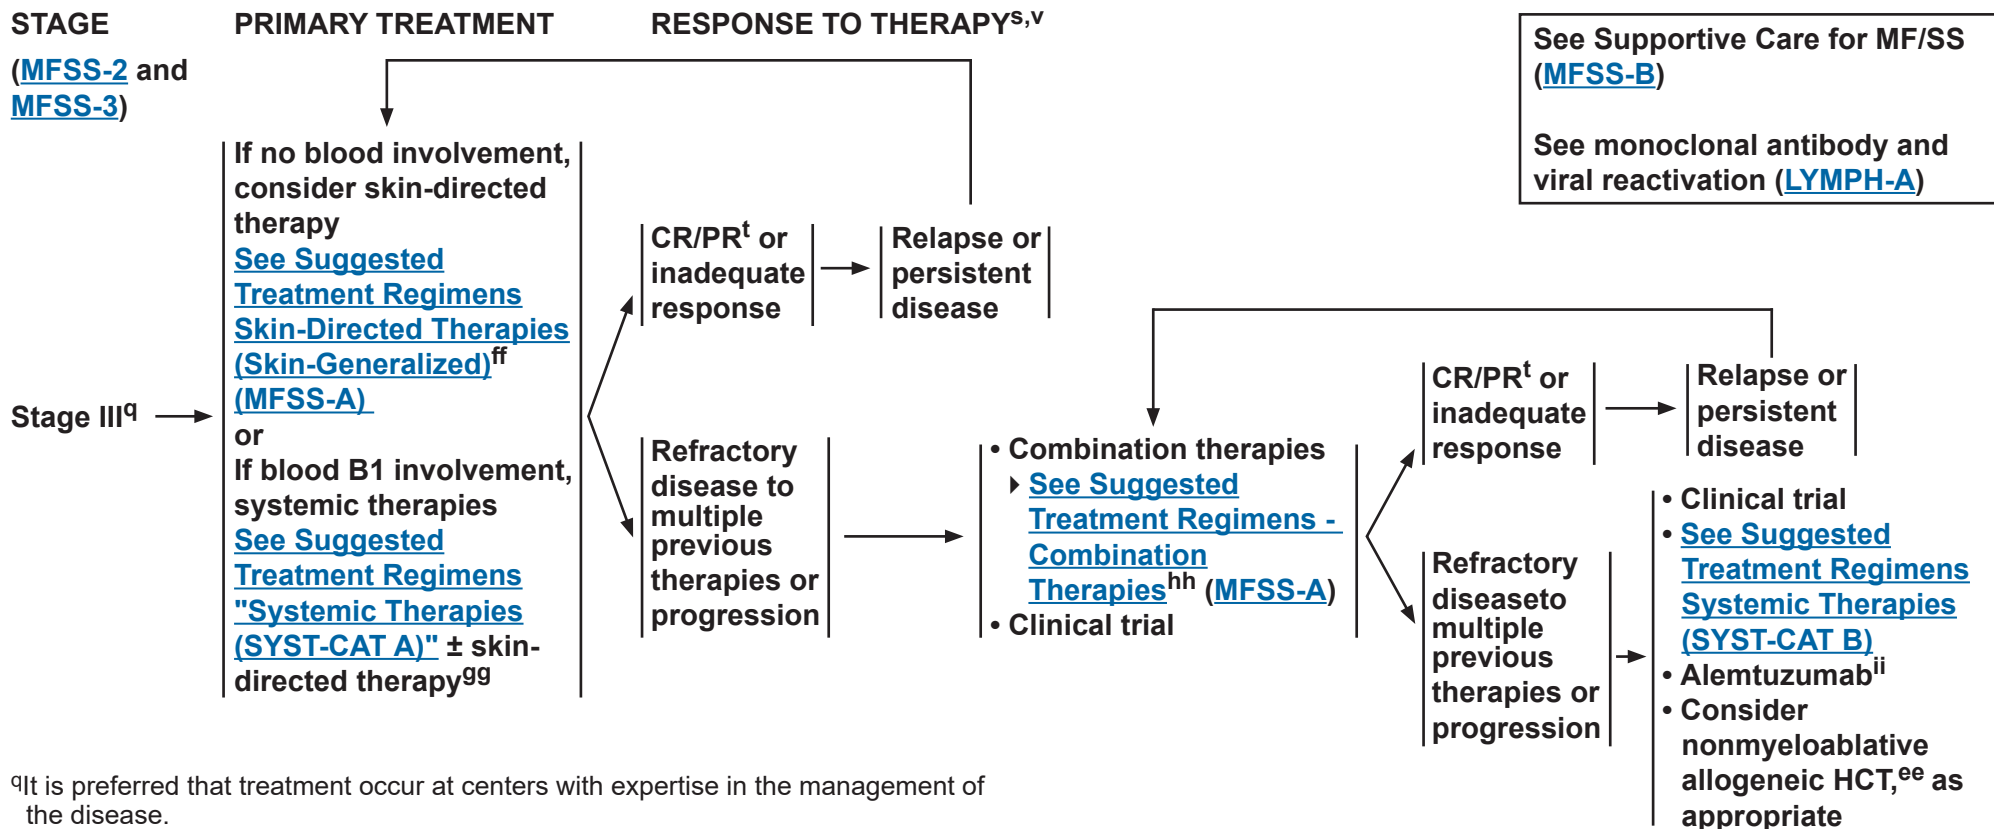 STAGE
(MFSS-2 and
MFSS-3)
PRIMARY TREATMENT
RESPONSE TO THERAPYs,v
See Supportive Care for MF/SS
(MFSS-B)
See monoclonal antibody and
viral reactivation (LYMPH-A)
Stage IIIq
If no blood involvement,
consider skin-directed
therapy
See Suggested
Treatment Regimens
Skin-Directed Therapies
(Skin-Generalized)ff
(MFSS-A)
or
If blood B1 involvement,
systemic therapies
See Suggested
Treatment Regimens
"Systemic Therapies
(SYST-CAT A)" ± skin-
directed therapygg
CR/PRt or
inadequate
response
Relapse or
persistent
disease
Refractory
disease to
multiple
previous
therapies or
progression
• Combination therapies
▸ See Suggested
Treatment Regimens -
Combination
Therapieshh (MFSS-A)
• Clinical trial
CR/PRt or
inadequate
response
Relapse or
persistent
disease
Refractory
diseaseto
multiple
previous
therapies or
progression
• Clinical trial
• See Suggested
Treatment Regimens
Systemic Therapies
(SYST-CAT B)
• Alemtuzumabii
• Consider
nonmyeloablative
allogeneic HCT,ee as
appropriate
qIt is preferred that treatment occur at centers with expertise in the management of
the disease.